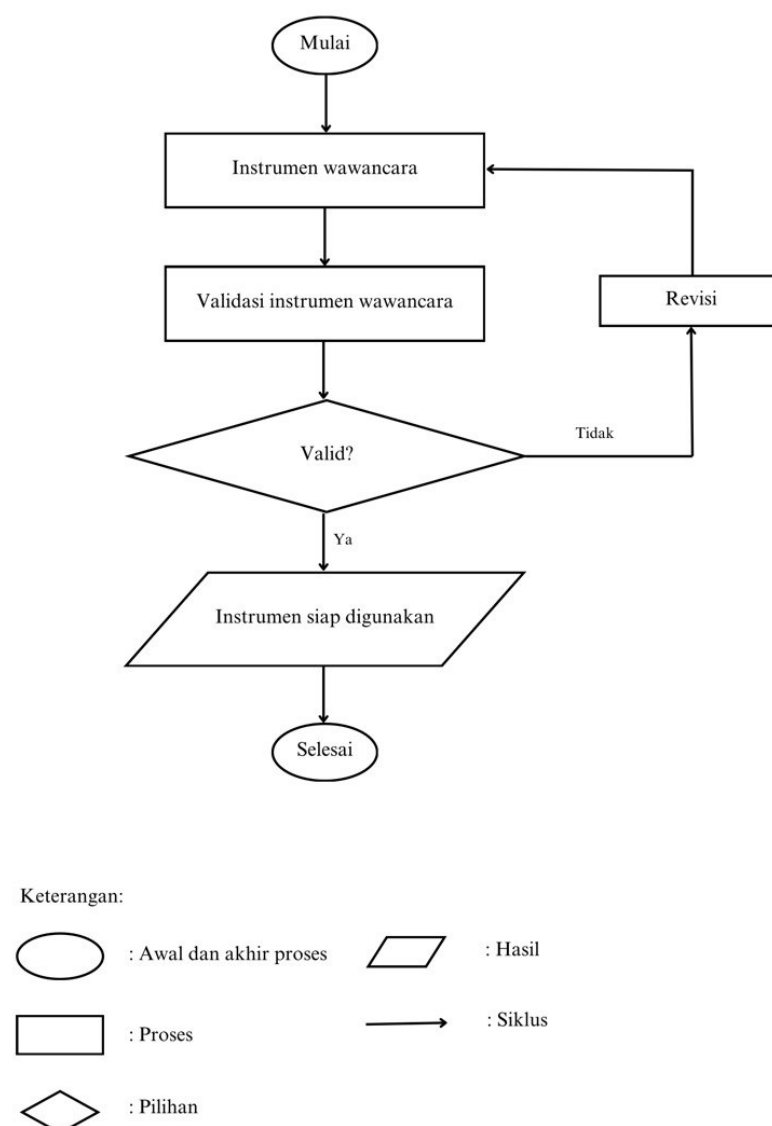 Mulai
Instrumen wawancara
Validasi instrumen wawancara
Revisi
Valid?
Tidak
Ya
Instrumen siap digunakan
Selesai
Keterangan:
: Awal dan akhir proses
: Hasil
: Proses
: Siklus
: Pilihan